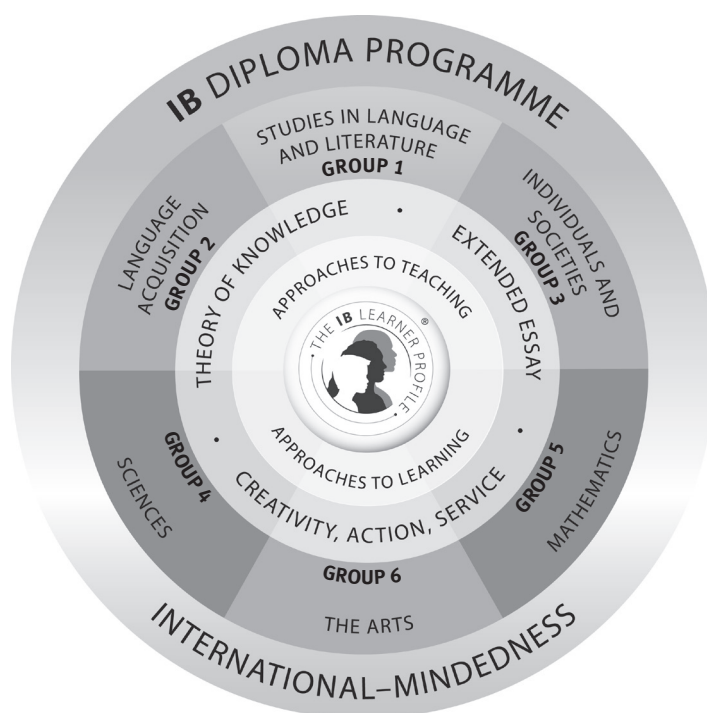 IB DIPLOMA PROGRAMME
STUDIES IN LANGUAGE
AND LITERATURE
GROUP 1
LANGUAGE
ACQUISITION
GROUP 2
INDIVIDUALS AND
SOCIETIES
GROUP 3
THEORY OF KNOWLEDGE
•
EXTENDED ESSAY
APPROACHES TO TEACHING
• THE IB LEARNER PROFILE •
®
APPROACHES TO LEARNING
•
CREATIVITY, ACTION, SERVICE
•
GROUP 4
SCIENCES
GROUP 5
MATHEMATICS
GROUP 6
THE ARTS
INTERNATIONAL–MINDEDNESS